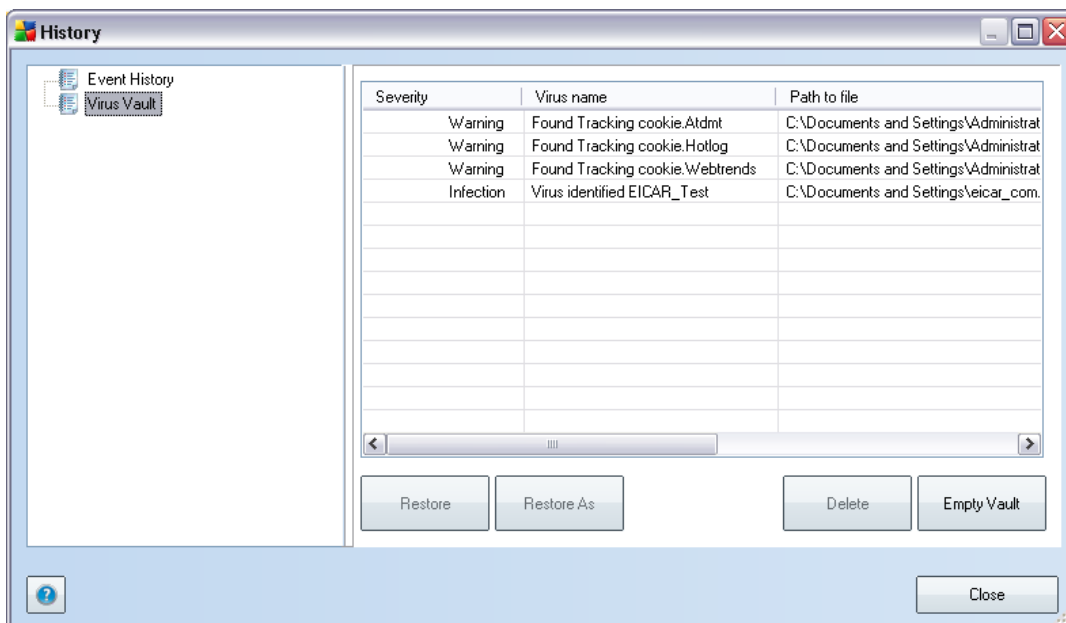 History
Event History
Virus Vault
Severity Virus name Path to file
Warning Found Tracking cookie.Atdmt C:\Documents and Settings\Administrat
Warning Found Tracking cookie.Hotlog C:\Documents and Settings\Administrat
Warning Found Tracking cookie.Webtrends C:\Documents and Settings\Administrat
Infection Virus identified EICAR_Test C:\Documents and Settings\eicar_com.
Restore Restore As Delete Empty Vault
? Close